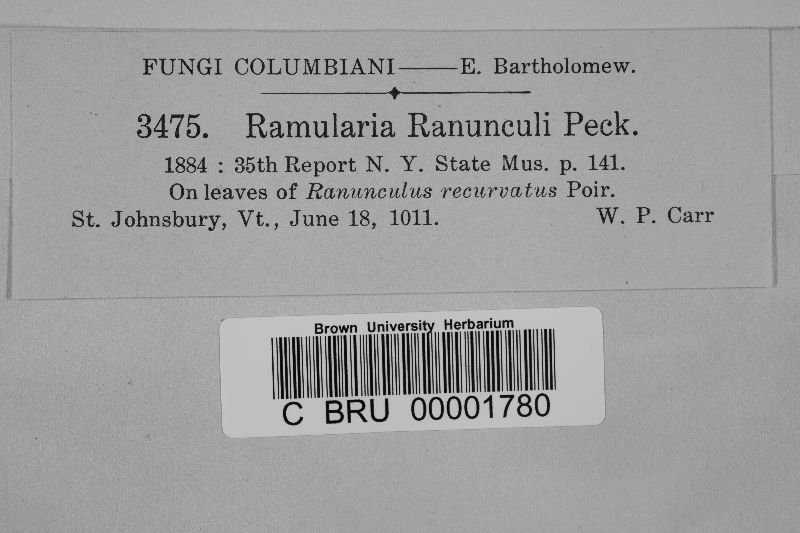 FUNGI COLUMBIANI——E. Bartholomew.
3475. Ramularia Ranunculi Peck.
1884 : 35th Report N. Y. State Mus. p. 141.
On leaves of Ranunculus recurvatus Poir.
St. Johnsbury, Vt., June 18, 1011. W. P. Carr
Brown University Herbarium
C BRU 00001780